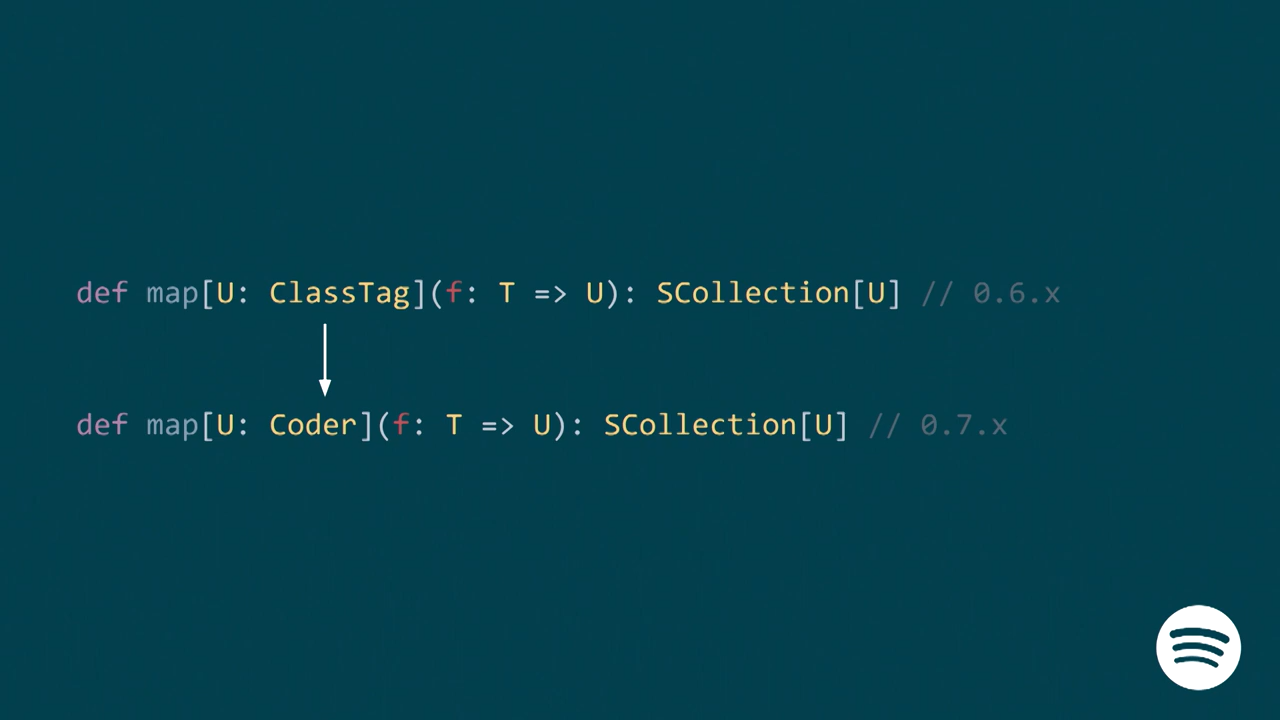 def map[U: ClassTag](f: T => U): SCollection[U] // 0.6.x
def map[U: Coder](f: T => U): SCollection[U] // 0.7.x